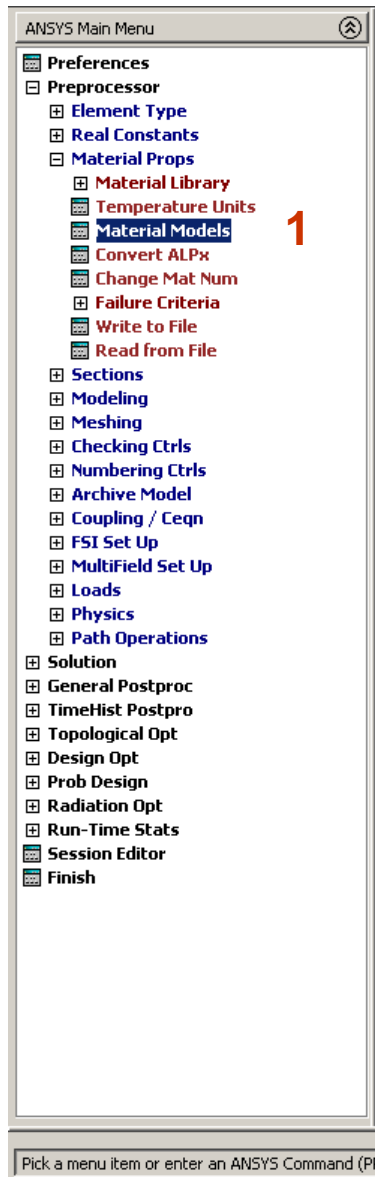 ANSYS Main Menu
Preferences
Preprocessor
Element Type
Real Constants
Material Props
Material Library
Temperature Units
Material Models
1
Convert ALPx
Change Mat Num
Failure Criteria
Write to File
Read from File
Sections
Modeling
Meshing
Checking Ctrls
Numbering Ctrls
Archive Model
Coupling / Ceqn
FSI Set Up
MultiField Set Up
Loads
Physics
Path Operations
Solution
General Postproc
TimeHist Postpro
Topological Opt
Design Opt
Prob Design
Radiation Opt
Run-Time Stats
Session Editor
Finish
Pick a menu item or enter an ANSYS Command (P